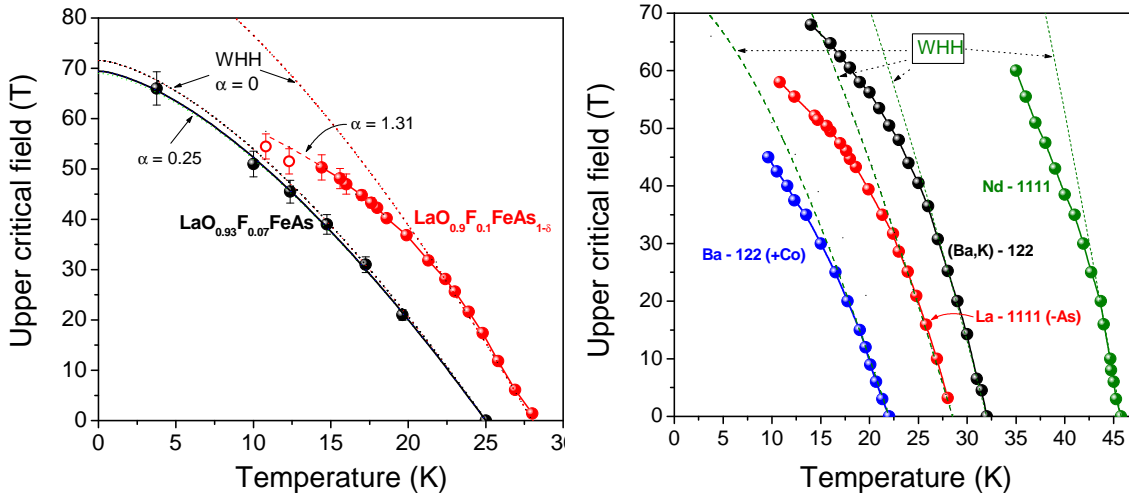 80
70
60
50
40
30
20
10
0
Upper critical field (T)
WHH
α = 0
α = 1.31
α = 0.25
LaO0.93F0.07FeAs
LaO0.9F0.1FeAs1-δ
0 5 10 15 20 25 30
Temperature (K)
70
60
50
40
30
20
10
0
Upper critical field (T)
WHH
Nd - 1111
Ba - 122 (+Co)
(Ba,K) - 122
La - 1111 (-As)
0 5 10 15 20 25 30 35 40 45
Temperature (K)